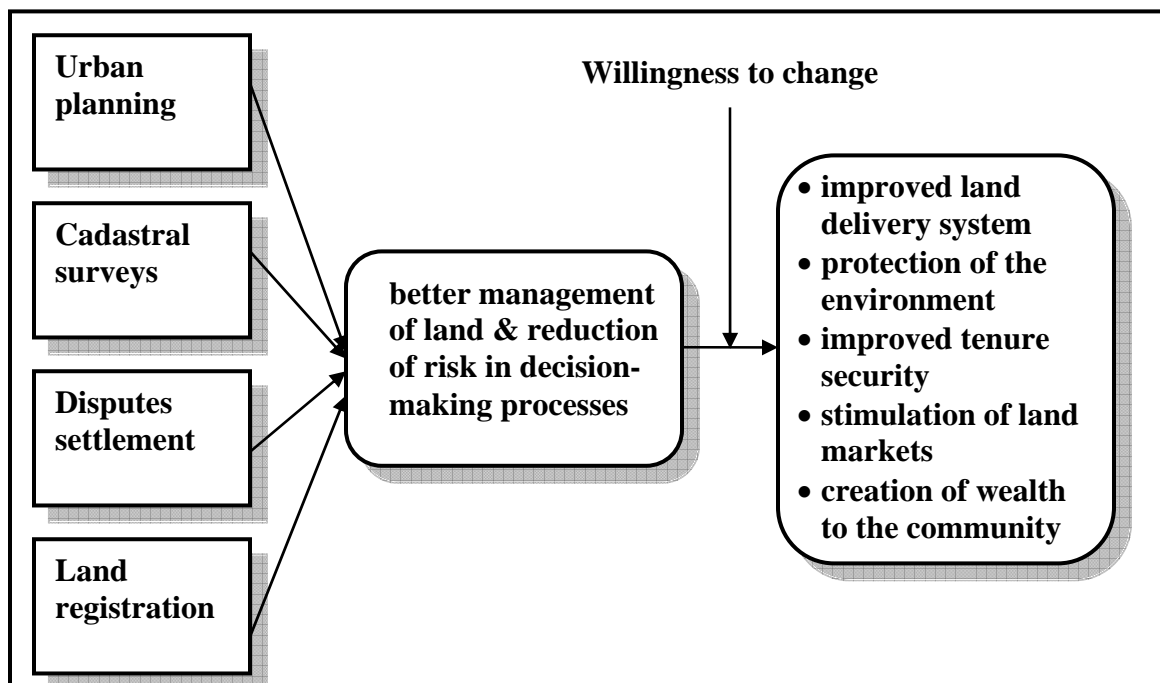 Urban
planning
Cadastral
surveys
Disputes
settlement
Land
registration
better management
of land & reduction
of risk in decision-
making processes
Willingness to change
• improved land
delivery system
• protection of the
environment
• improved tenure
security
• stimulation of land
markets
• creation of wealth
to the community